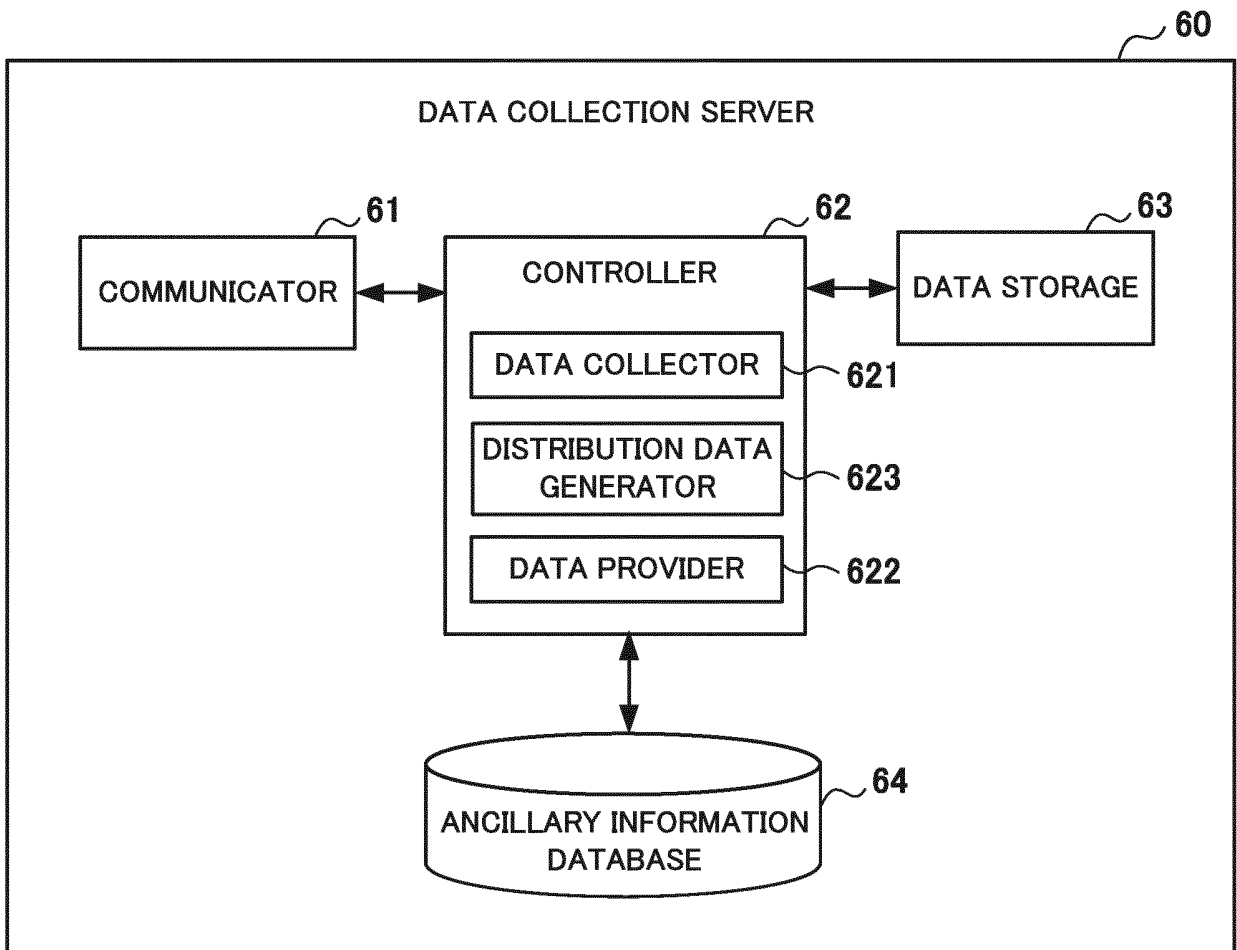 60
DATA COLLECTION SERVER
61
62
63
COMMUNICATOR
CONTROLLER
DATA STORAGE
DATA COLLECTOR
621
DISTRIBUTION DATA
GENERATOR
623
DATA PROVIDER
622
64
ANCILLARY INFORMATION
DATABASE